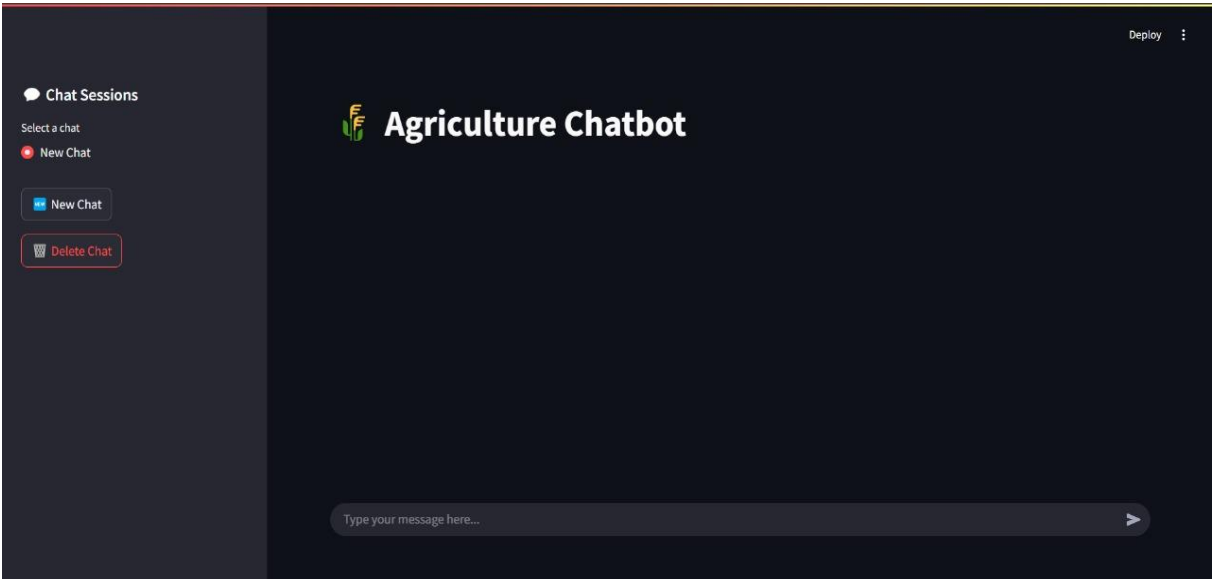 Deploy
Chat Sessions
Select a chat
New Chat
New Chat
Delete Chat
Agriculture Chatbot
Type your message here...